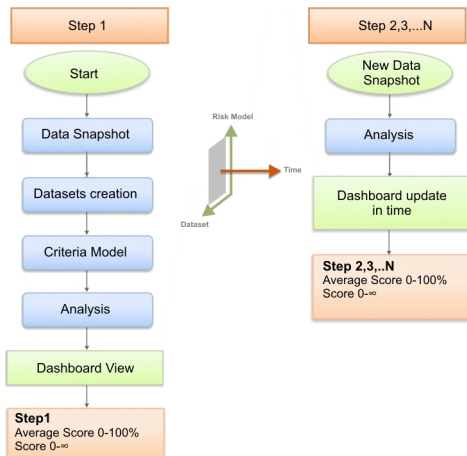 Step 1
Start
Data Snapshot
Datasets creation
Criteria Model
Analysis
Dashboard View
Step1
Average Score 0-100%
Score 0-∞
Risk Model
Time
Dataset
Step 2,3,...N
New Data
Snapshot
Analysis
Dashboard update
in time
Step 2,3,..N
Average Score 0-100%
Score 0-∞